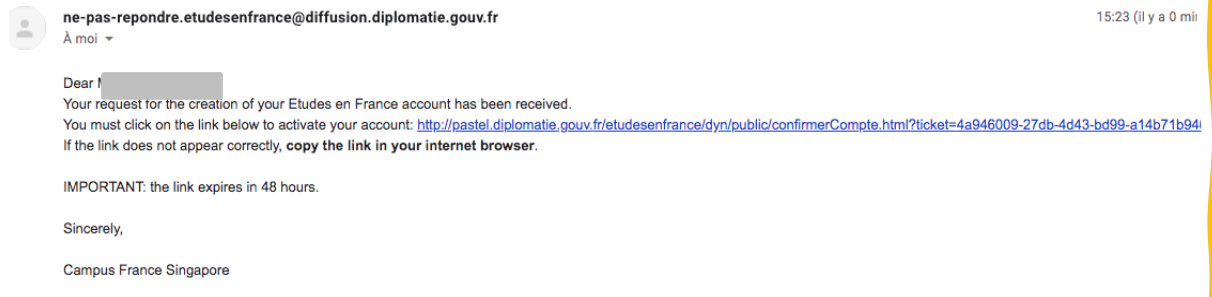 ne-pas-repondre.etudesenfrance@diffusion.diplomatie.gouv.fr
15:23 (il y a 0
À moi
Dear
Your request for the creation of your Etudes en France account has been received.
You must click on the link below to activate your account: http://pastel.diplomatie.gouv.fr/etudesenfrance/dyn/public/confirmerCompte.html?ticket=4a946009-27db-4d43-bd99-a14b71b94
If the link does not appear correctly, copy the link in your internet browser.
IMPORTANT: the link expires in 48 hours.
Sincerely,
Campus France Singapore